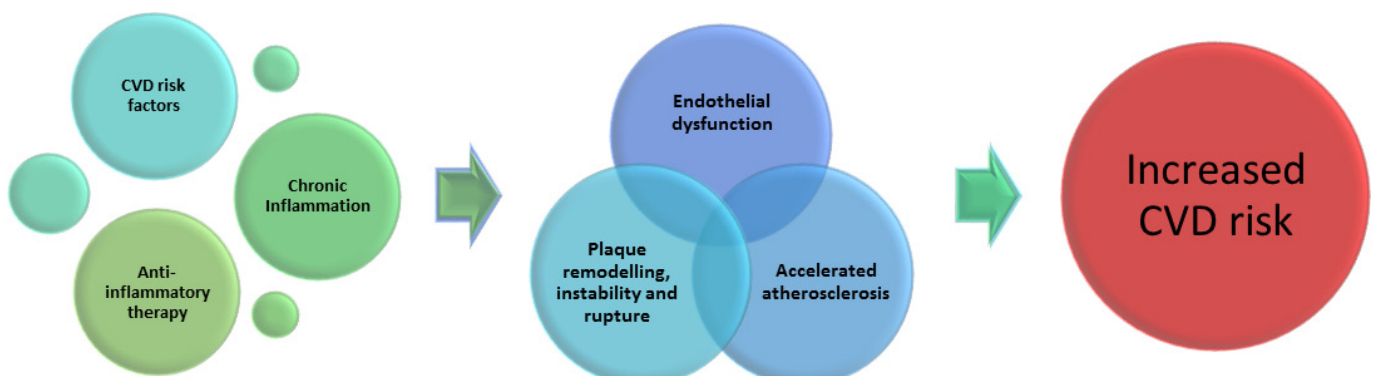 CVD risk
factors
Chronic
Inflammation
Anti-
inflammatory
therapy
Endothelial
dysfunction
Plaque
remodelling,
instability and
rupture
Accelerated
atherosclerosis
Increased
CVD risk